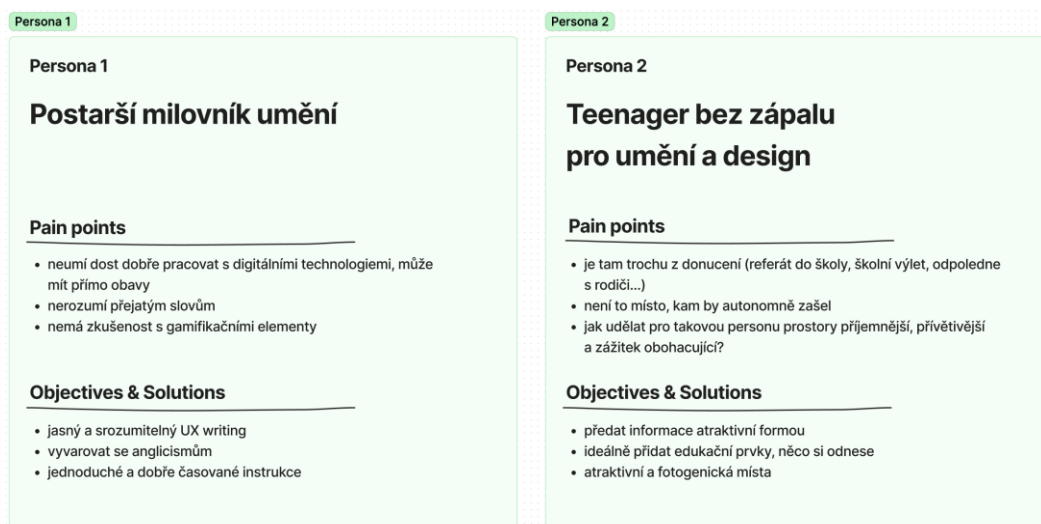 Persona 1
Persona 1
Postarší milovník umění
Pain points
• neumí dost dobře pracovat s digitálními technologiemi, může
mít přímo obavy
• nerozumí přejatým slovům
• nemá zkušenost s gamifikačními elementy
Objectives & Solutions
• jasný a srozumitelný UX writing
• vyvarovat se anglicismům
• jednoduché a dobře časované instrukce
Persona 2
Persona 2
Teenager bez zápalu
pro umění a design
Pain points
• je tam trochu z donucení (referát do školy, školní výlet, odpoledne
s rodiči...)
• není to místo, kam by autonomně zašel
• jak udělat pro takovou personu prostory příjemnější, přívětivější
a zážitek obohacující?
Objectives & Solutions
• předat informace atraktivní formou
• ideálně přidat edukační prvky, něco si odnese
• atraktivní a fotogenická místa